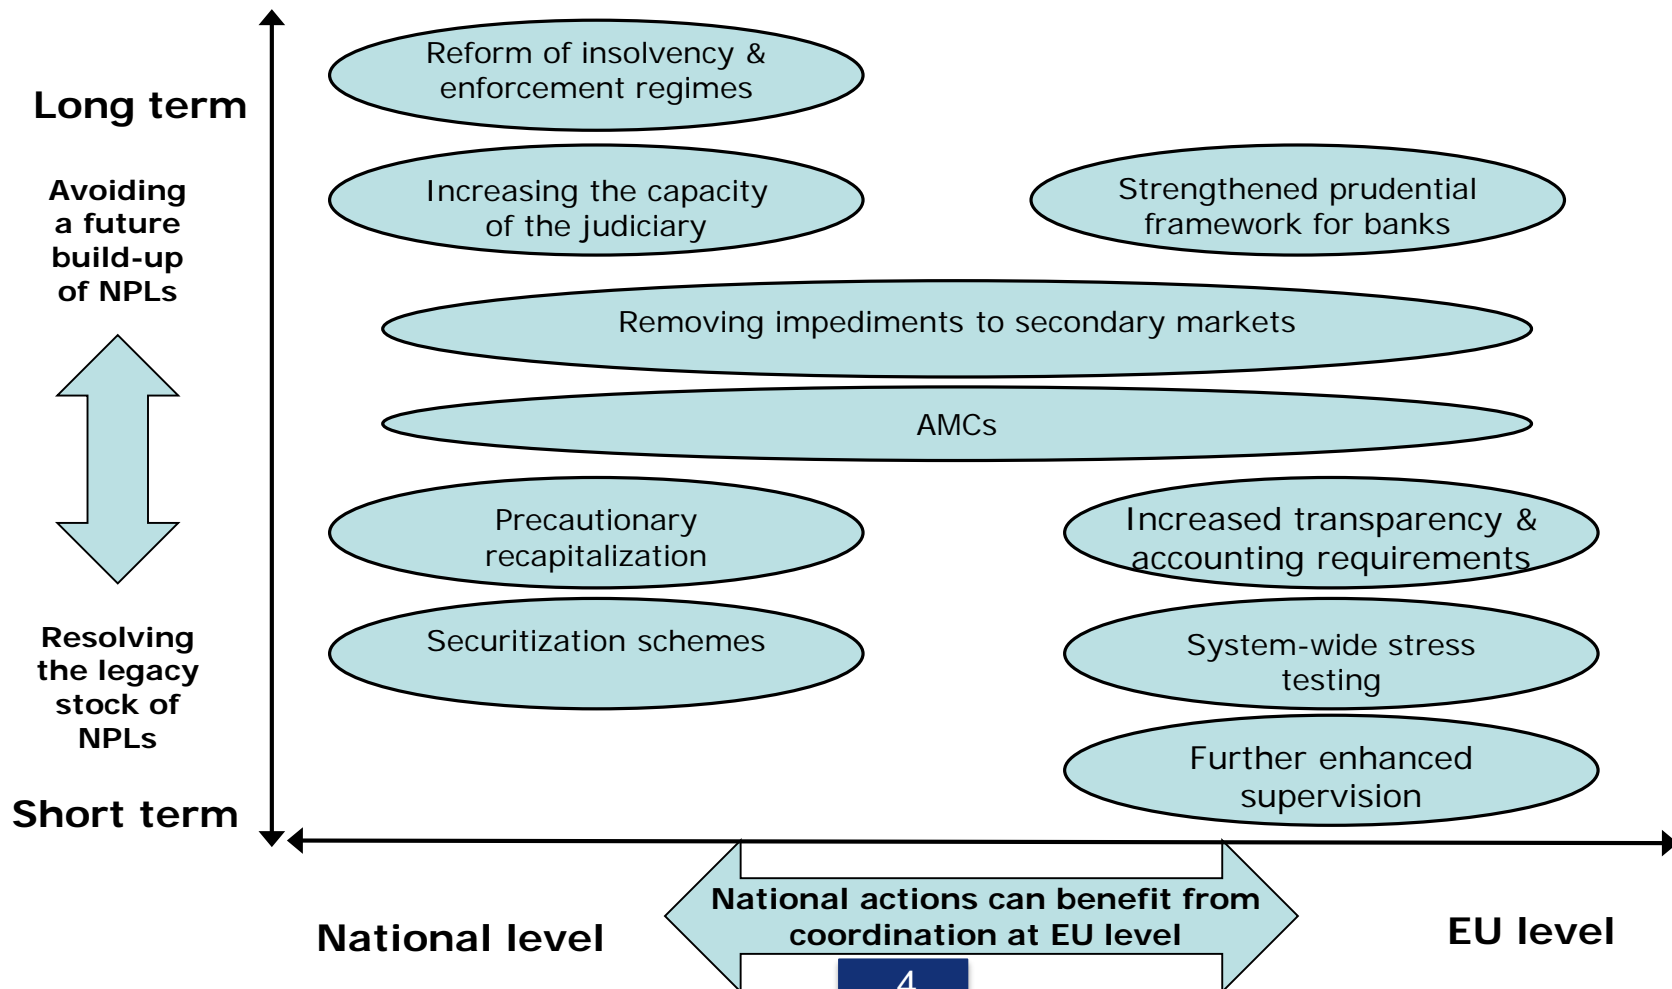 Reform of insolvency &
enforcement regimes
Long term
Avoiding
a future
build-up
of NPLs
Increasing the capacity
of the judiciary
Strengthened prudential
framework for banks
Removing impediments to secondary markets
AMCs
Precautionary
recapitalization
Increased transparency &
accounting requirements
Resolving
the legacy
stock of
NPLs
Securitization schemes
System-wide stress
testing
Further enhanced
supervision
Short term
National level
National actions can benefit from
coordination at EU level
EU level
4